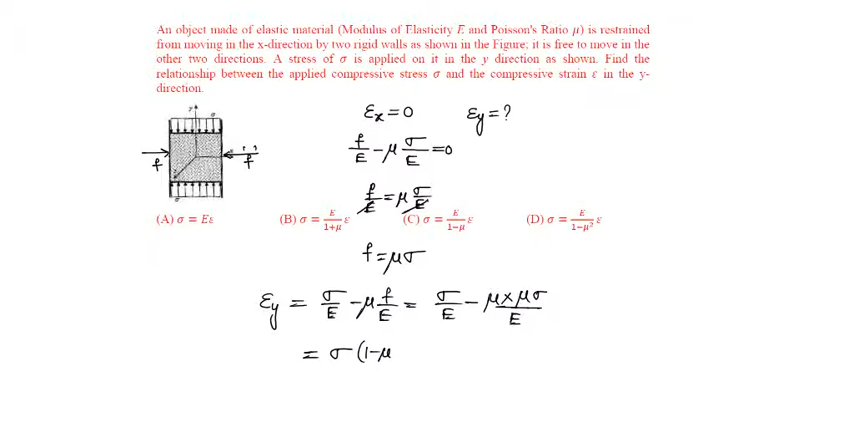 An object made of elastic material (Modulus of Elasticity E and Poisson's Ratio μ) is restrained
from moving in the x-direction by two rigid walls as shown in the Figure; it is free to move in the
other two directions. A stress of σ is applied on it in the y direction as shown. Find the
relationship between the applied compressive stress σ and the compressive strain ε in the y-
direction.
εx = 0 εy = ?
f/E - μ σ/E = 0
y σ
f f
σ
f/E = μ σ/E
(A) σ = Eε (B) σ = E/(1+μ) ε (C) σ = E/(1−μ) ε (D) σ = E/(1−μ²) ε
f = μσ
εy = σ/E - μ f/E = σ/E - μ×μσ/E
= σ (1-μ